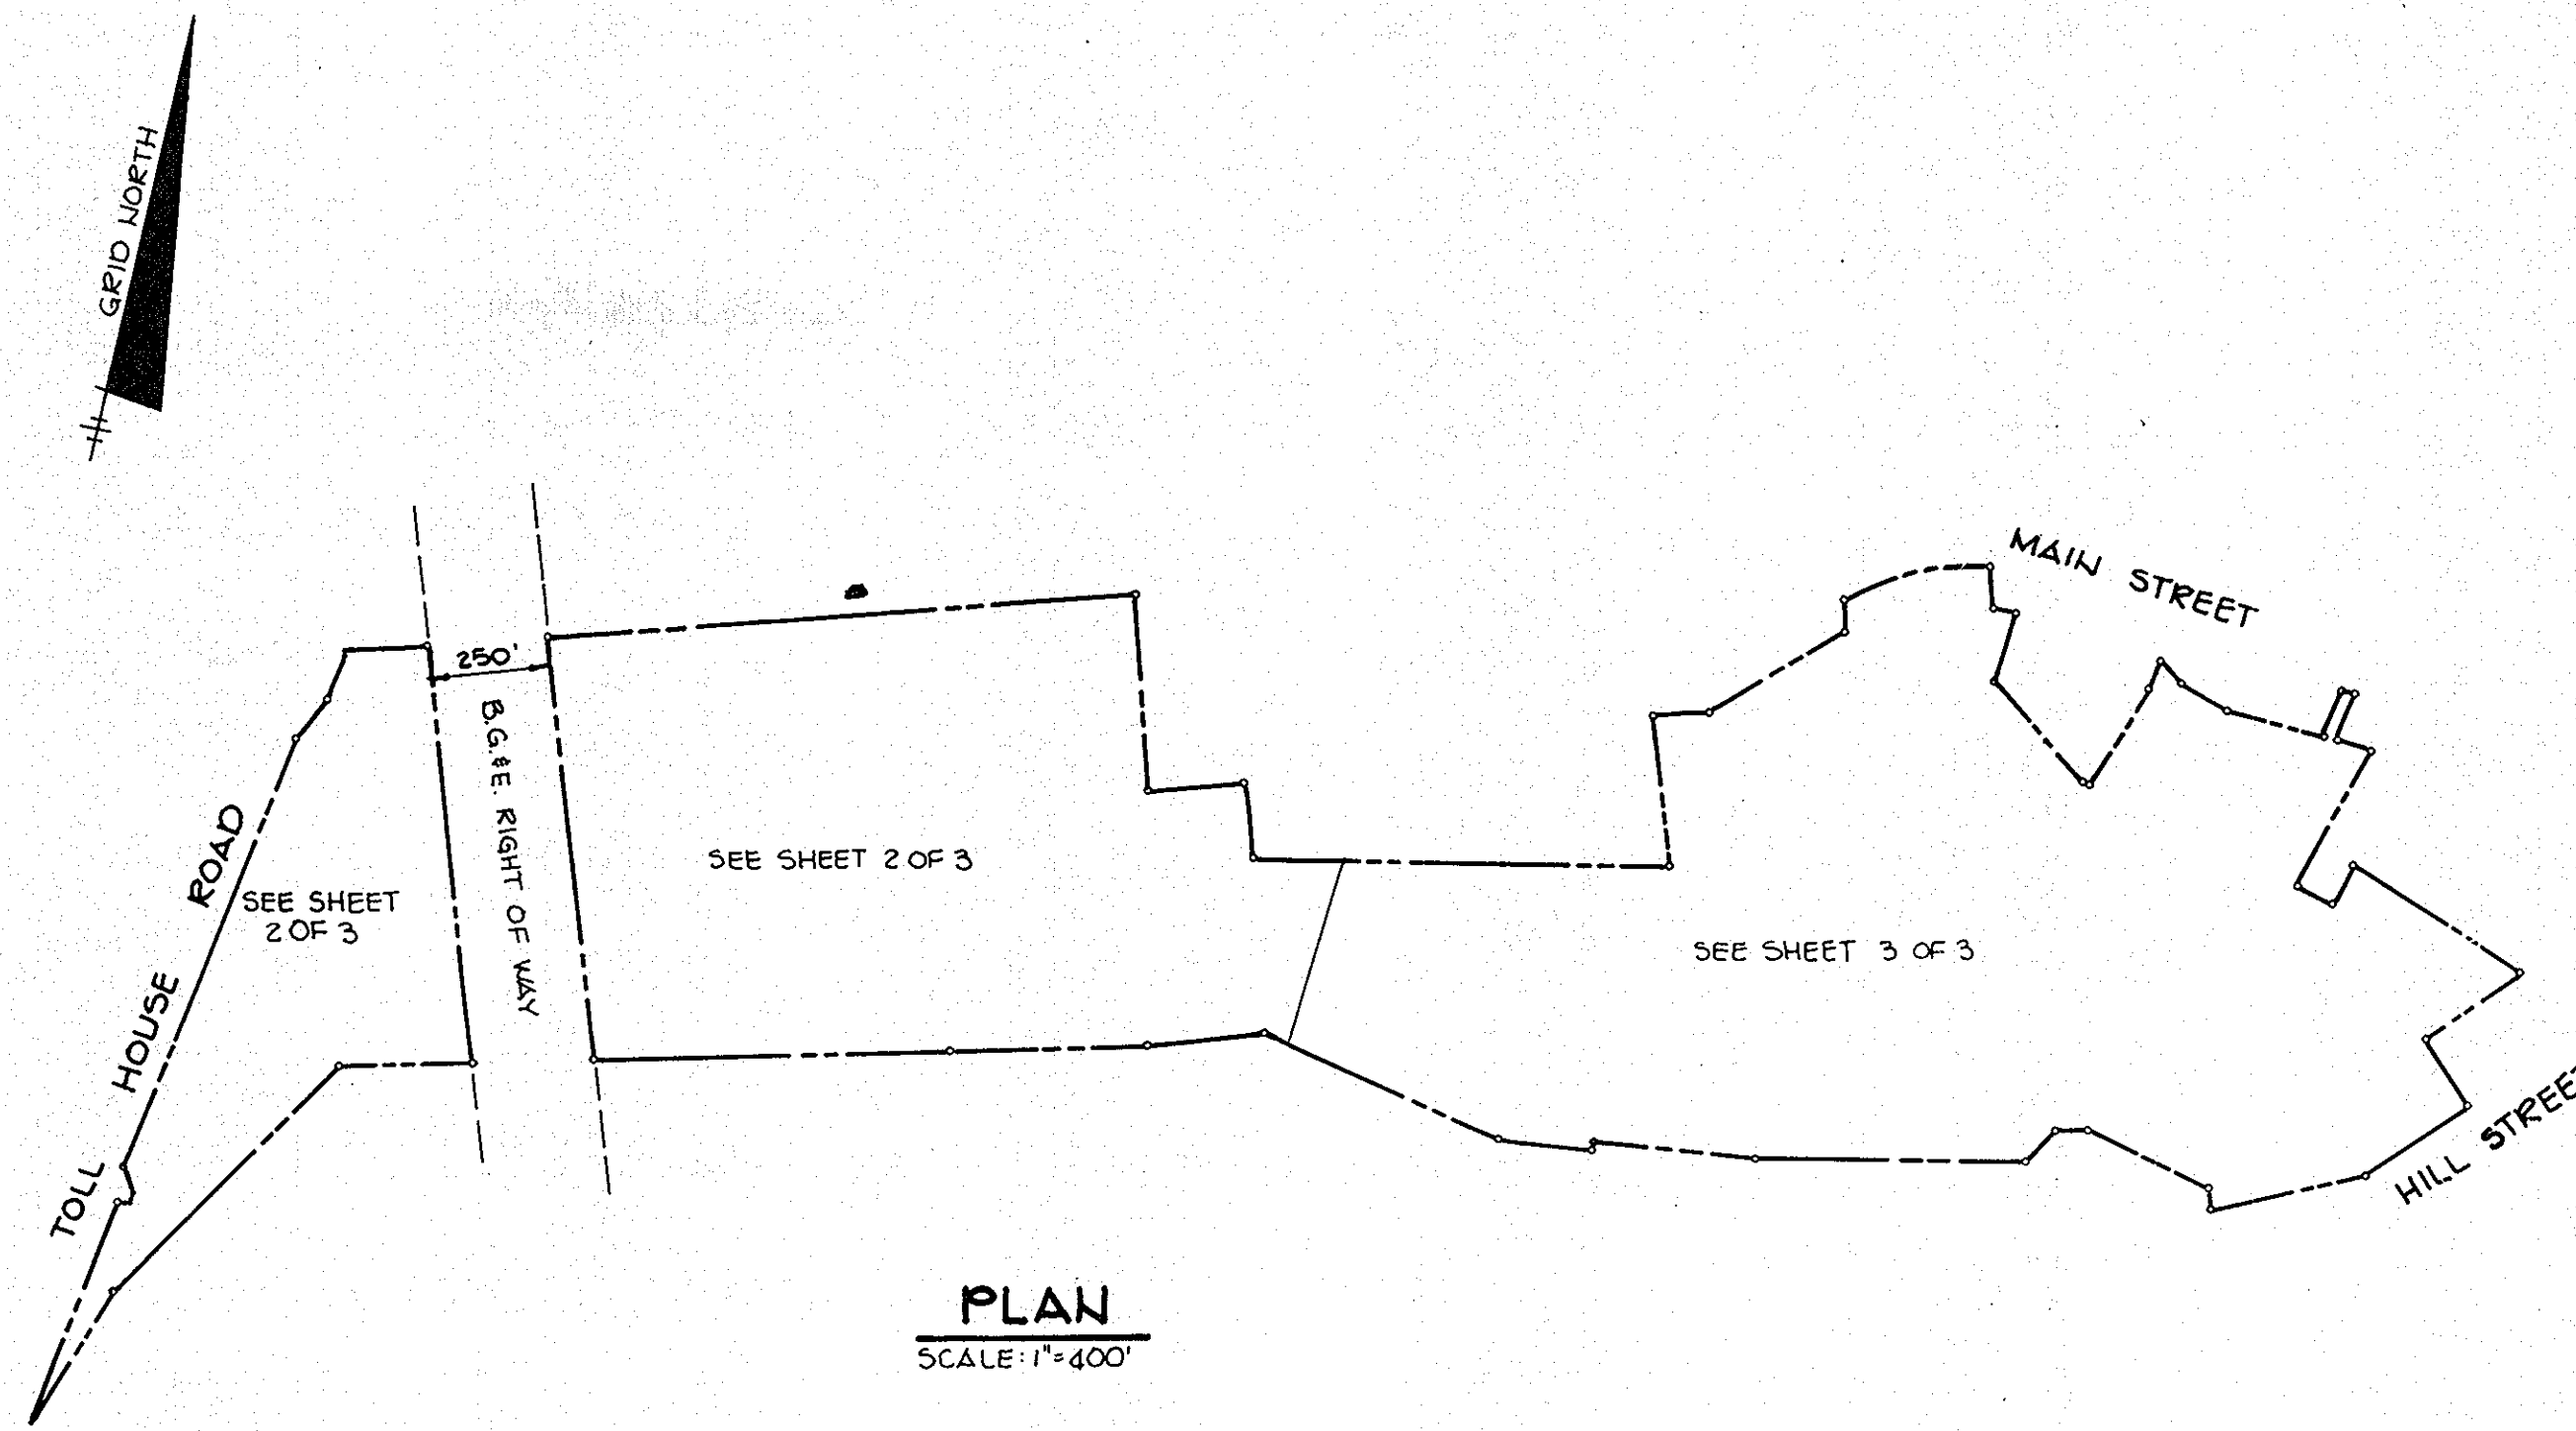 GRID NORTH
MAIN STREET
250'
B.G.&E. RIGHT OF WAY
TOLL HOUSE ROAD
SEE SHEET
2 OF 3
SEE SHEET 2 OF 3
SEE SHEET 3 OF 3
HILL STREET
PLAN
SCALE: 1"=400'